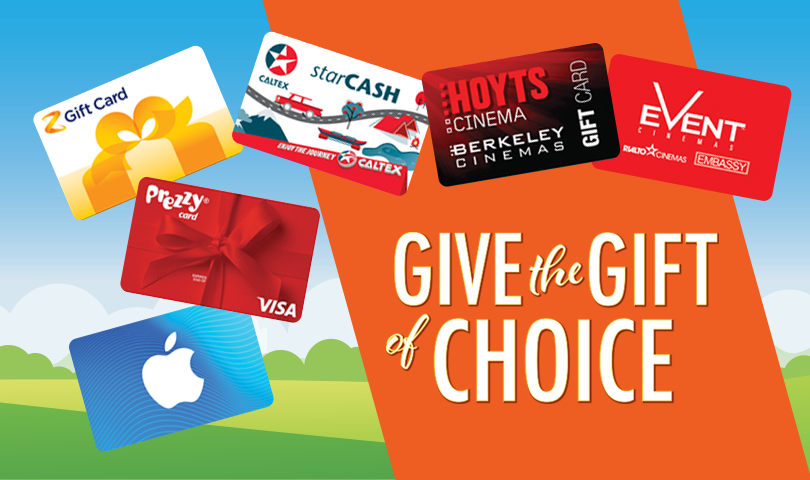 Z Gift Card
CALTEX
starCASH
ENJOY THE JOURNEY
CALTEX
HOYTS
CINEMA
BERKELEY
CINEMAS
GIFT CARD
EVENT
CINEMAS
RIALTO CINEMAS
EMBASSY
Prezzy®
card
VISA
GIVE the GIFT
of CHOICE